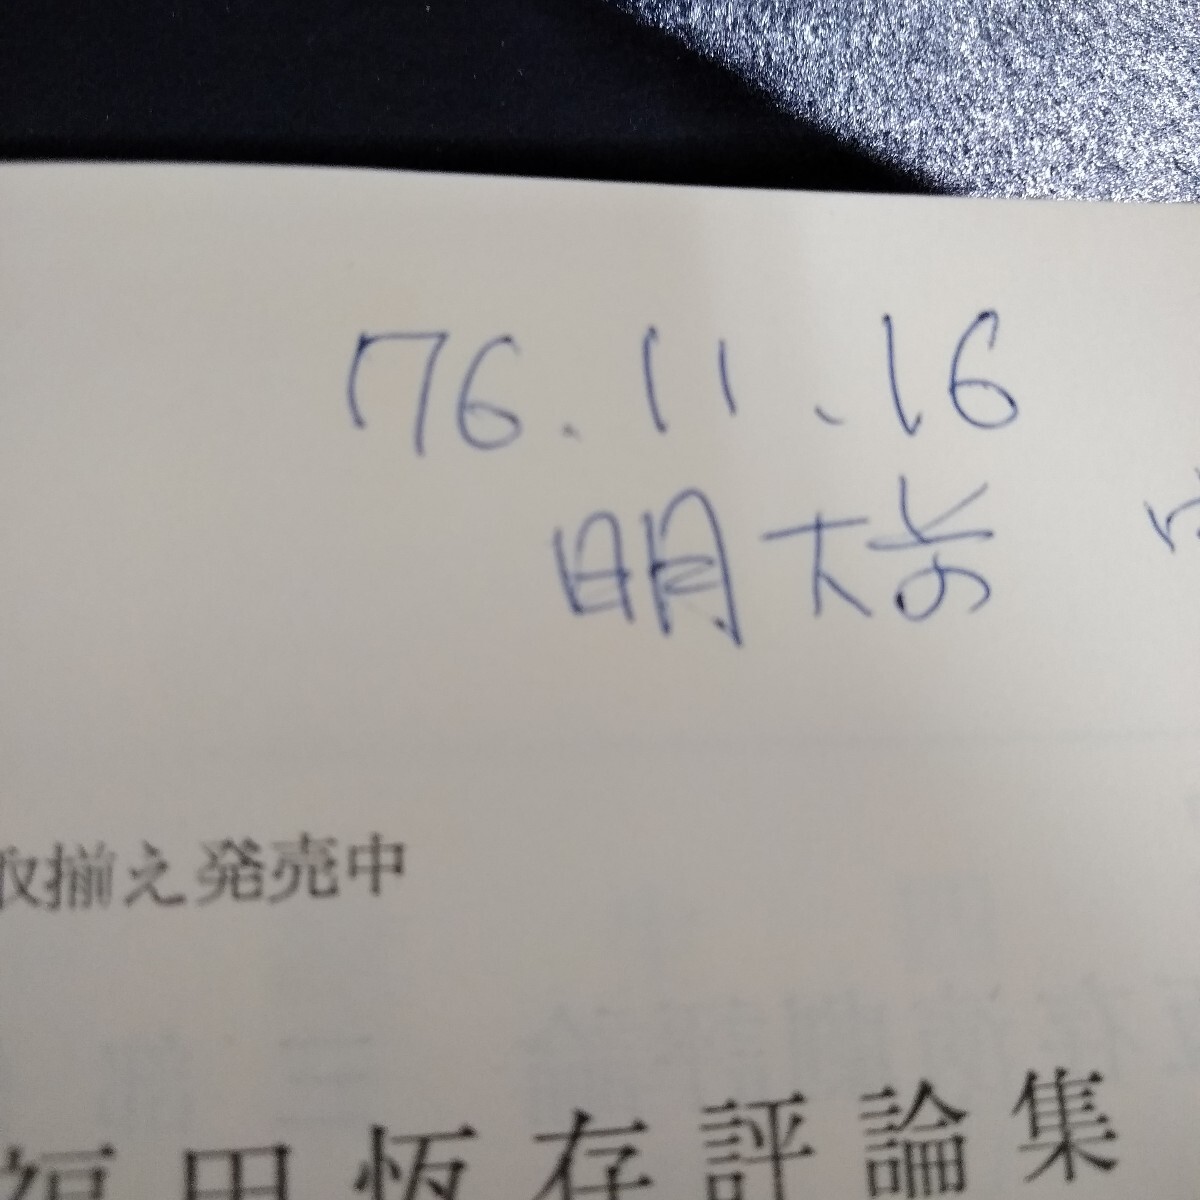 76.11.16
明大前
取揃え発売中
福田恆存評論集